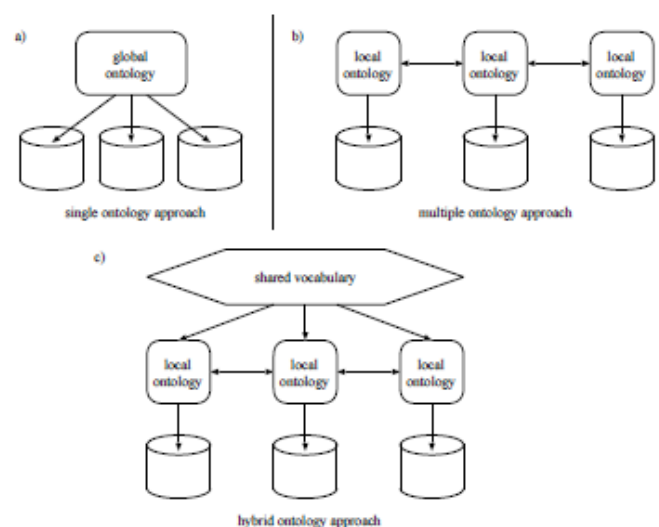 a)
global
ontology
single ontology approach
b)
local
ontology
local
ontology
local
ontology
multiple ontology approach
c)
shared vocabulary
local
ontology
local
ontology
local
ontology
hybrid ontology approach